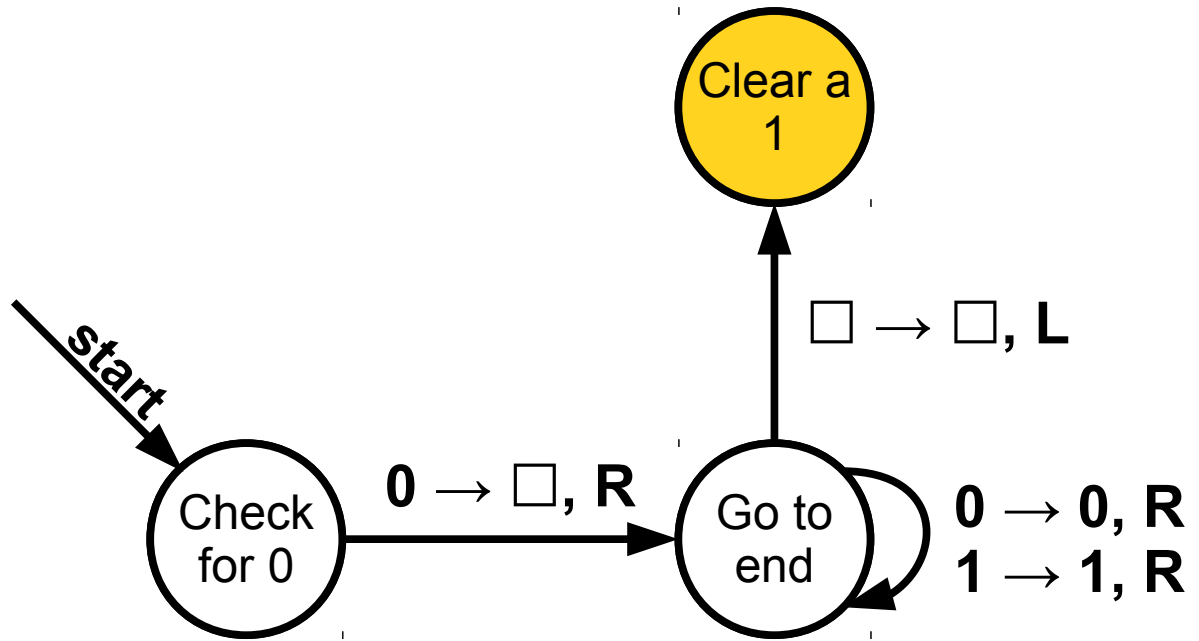 Clear a
1
□ → □, L
start
Check
for 0
0 → □, R
Go to
end
0 → 0, R
1 → 1, R